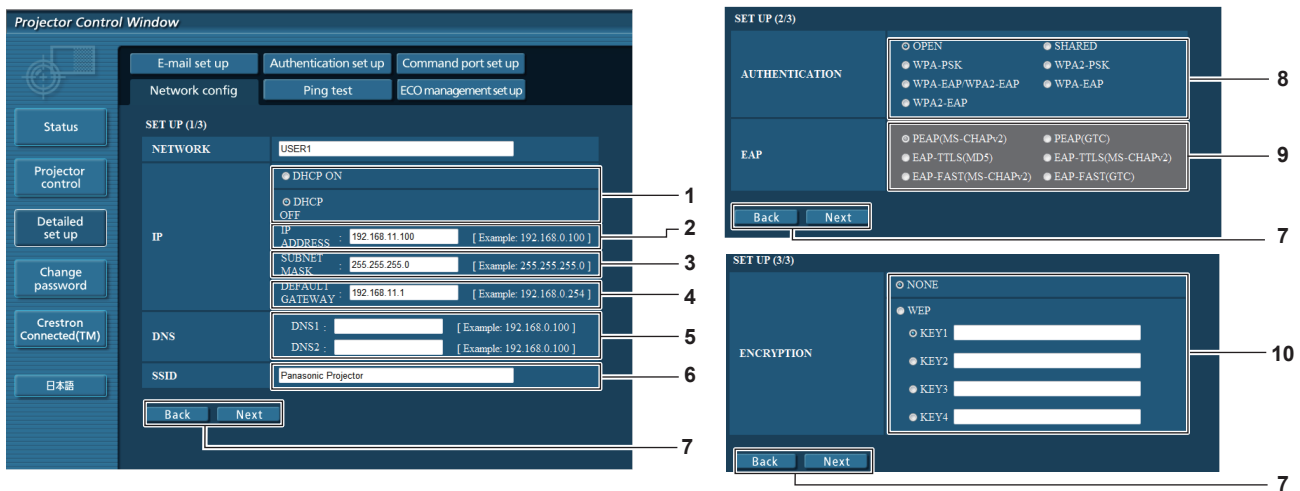 Projector Control Window
E-mail set up
Authentication set up
Command port set up
Network config
Ping test
ECO management set up
Status
Projector
control
Detailed
set up
Change
password
Crestron
Connected(TM)
日本語
SET UP (1/3)
NETWORK
USER1
IP
DHCP ON
DHCP
OFF
1
IP
ADDRESS : 192.168.11.100 [ Example: 192.168.0.100 ]
2
SUBNET
MASK : 255.255.255.0 [ Example: 255.255.255.0 ]
3
DEFAULT
GATEWAY : 192.168.11.1 [ Example: 192.168.0.254 ]
4
DNS
DNS1 : [ Example: 192.168.0.100 ]
DNS2 : [ Example: 192.168.0.100 ]
5
SSID
Panasonic Projector
6
Back Next
7
SET UP (2/3)
AUTHENTICATION
OPEN SHARED
WPA-PSK WPA2-PSK
WPA-EAP/WPA2-EAP WPA-EAP
WPA2-EAP
8
EAP
PEAP(MS-CHAPv2) PEAP(GTC)
EAP-TTLS(MD5) EAP-TTLS(MS-CHAPv2)
EAP-FAST(MS-CHAPv2) EAP-FAST(GTC)
9
Back Next
7
SET UP (3/3)
ENCRYPTION
NONE
WEP
KEY1
KEY2
KEY3
KEY4
10
Back Next
7